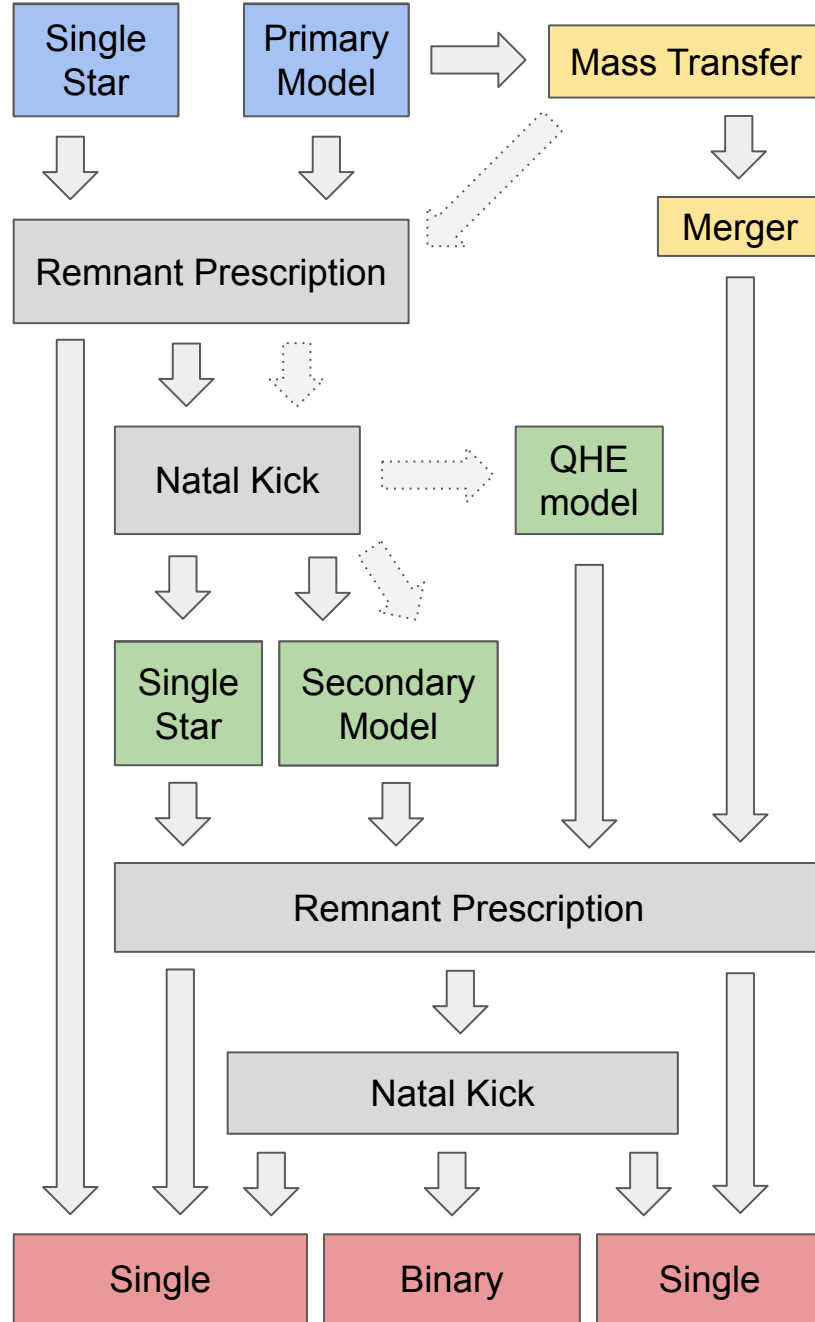 Single
Star
Primary
Model
Mass Transfer
Merger
Remnant Prescription
Natal Kick
QHE
model
Single
Star
Secondary
Model
Remnant Prescription
Natal Kick
Single
Binary
Single